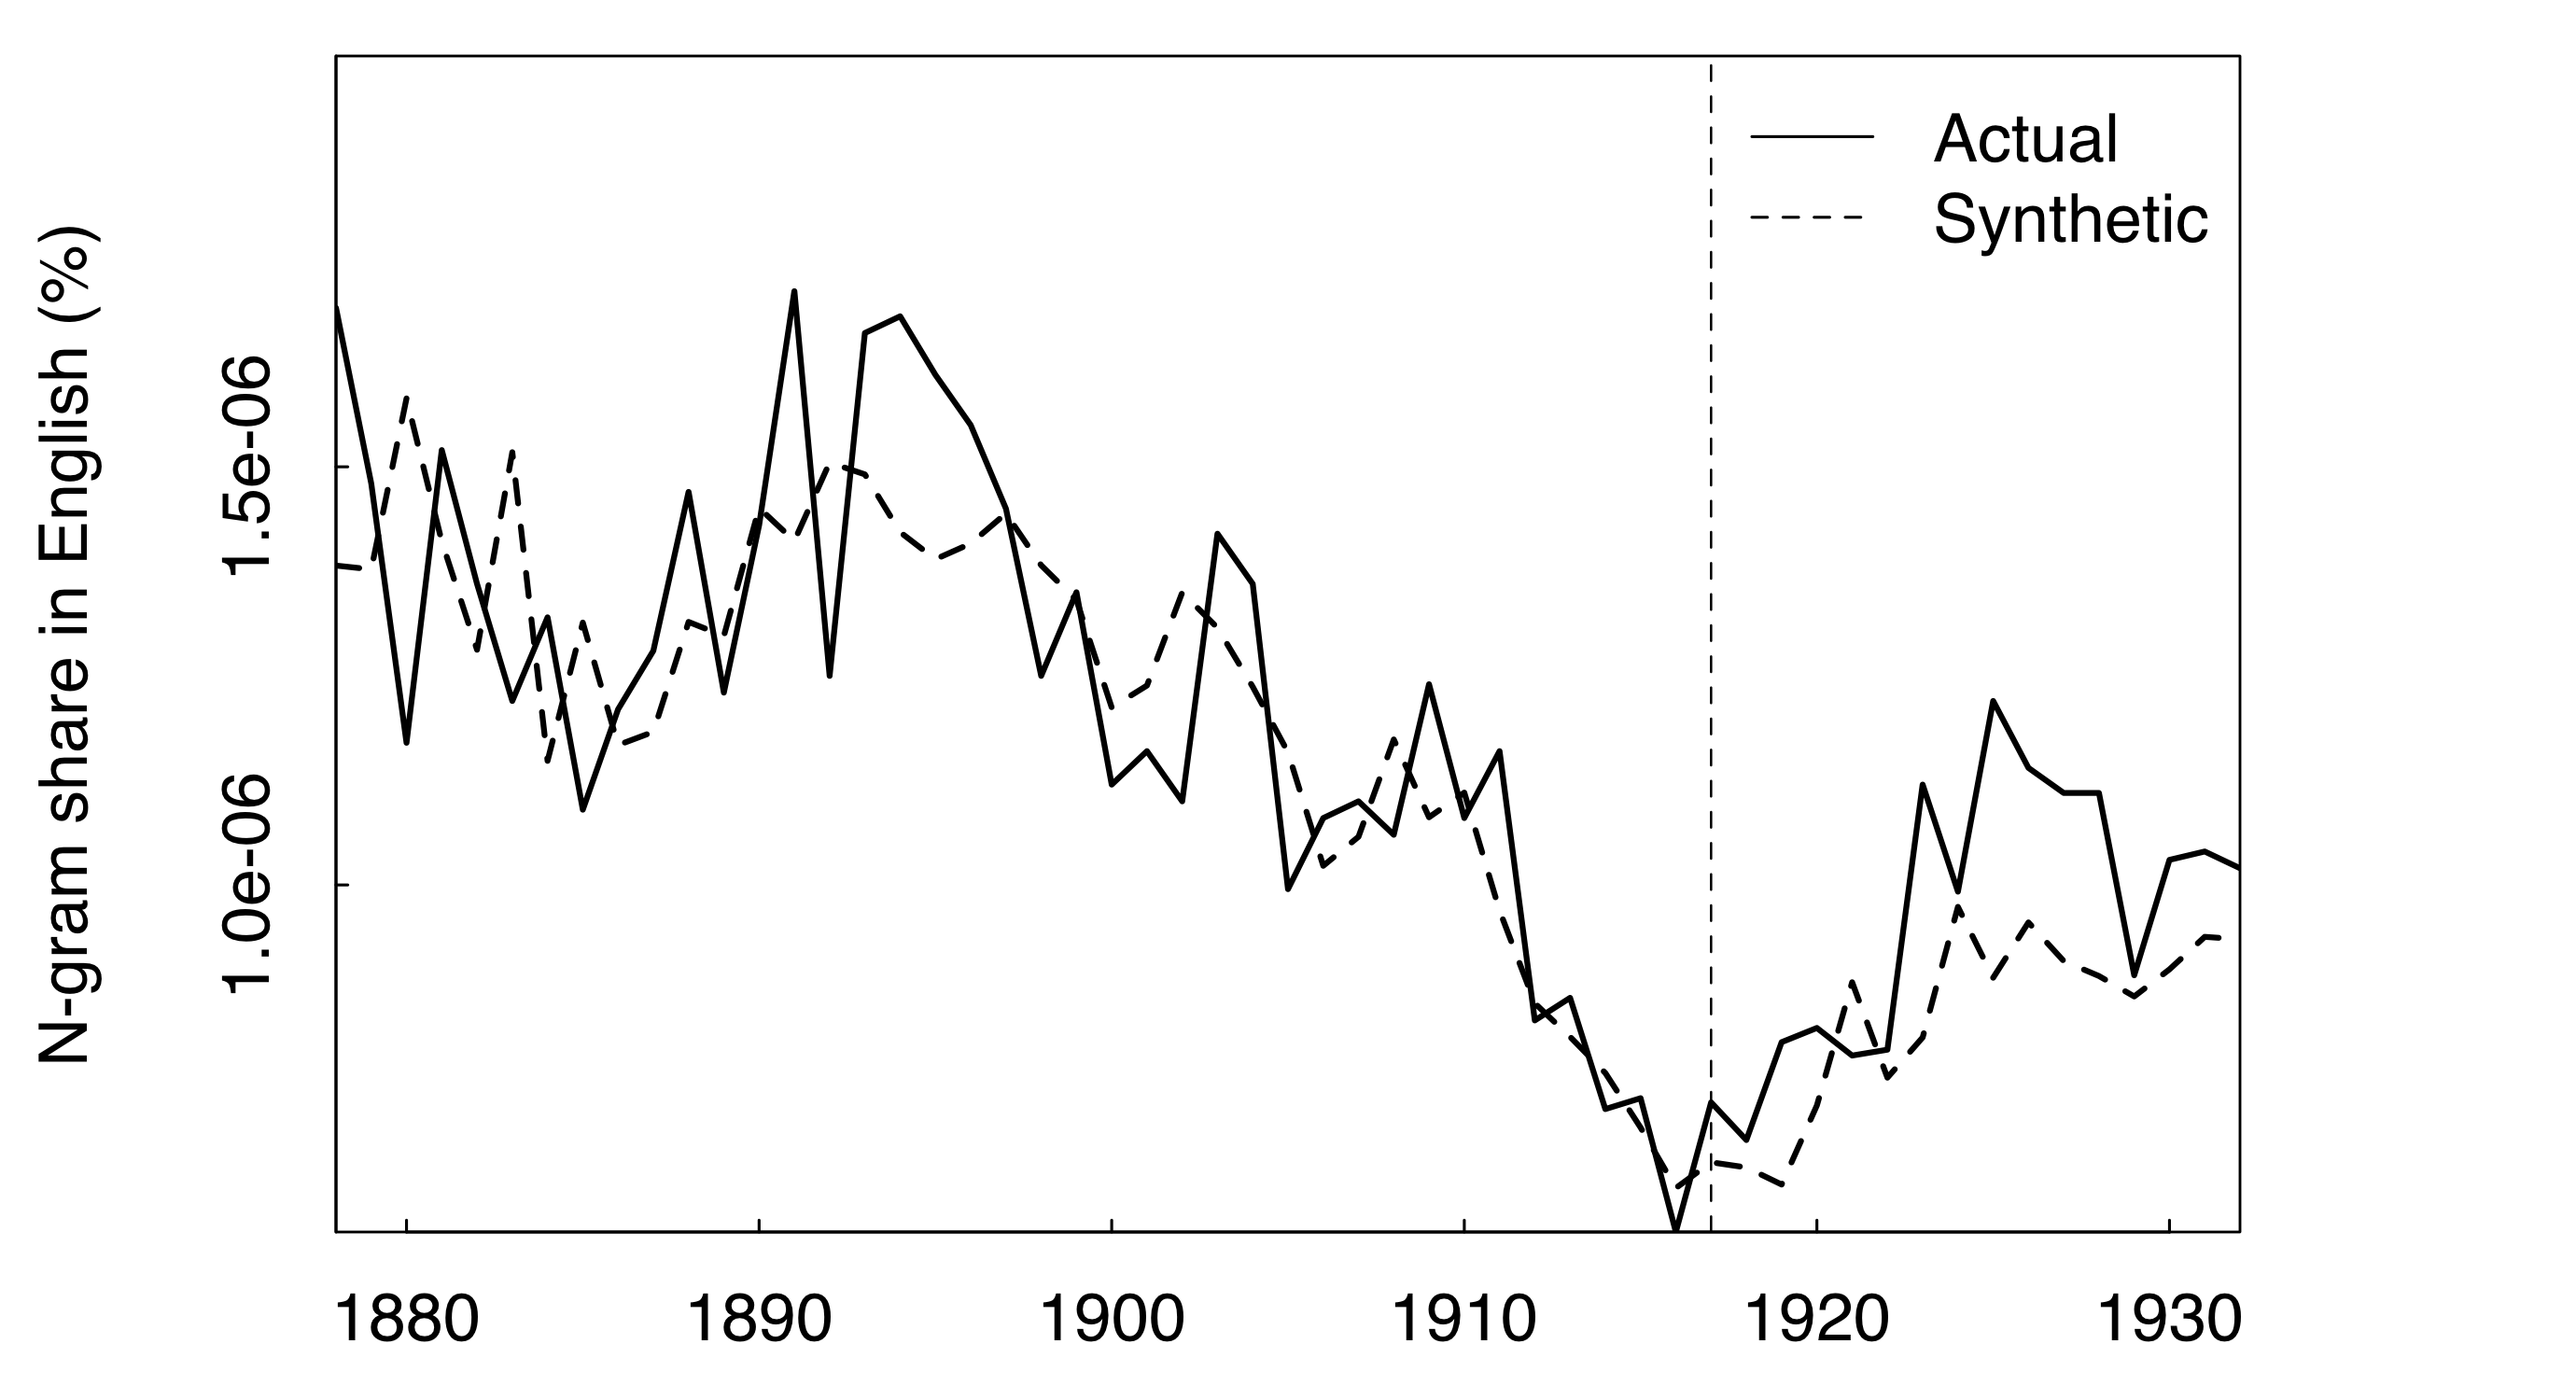 N-gram share in English (%)
1.5e-06
1.0e-06
Actual
Synthetic
1880 1890 1900 1910 1920 1930